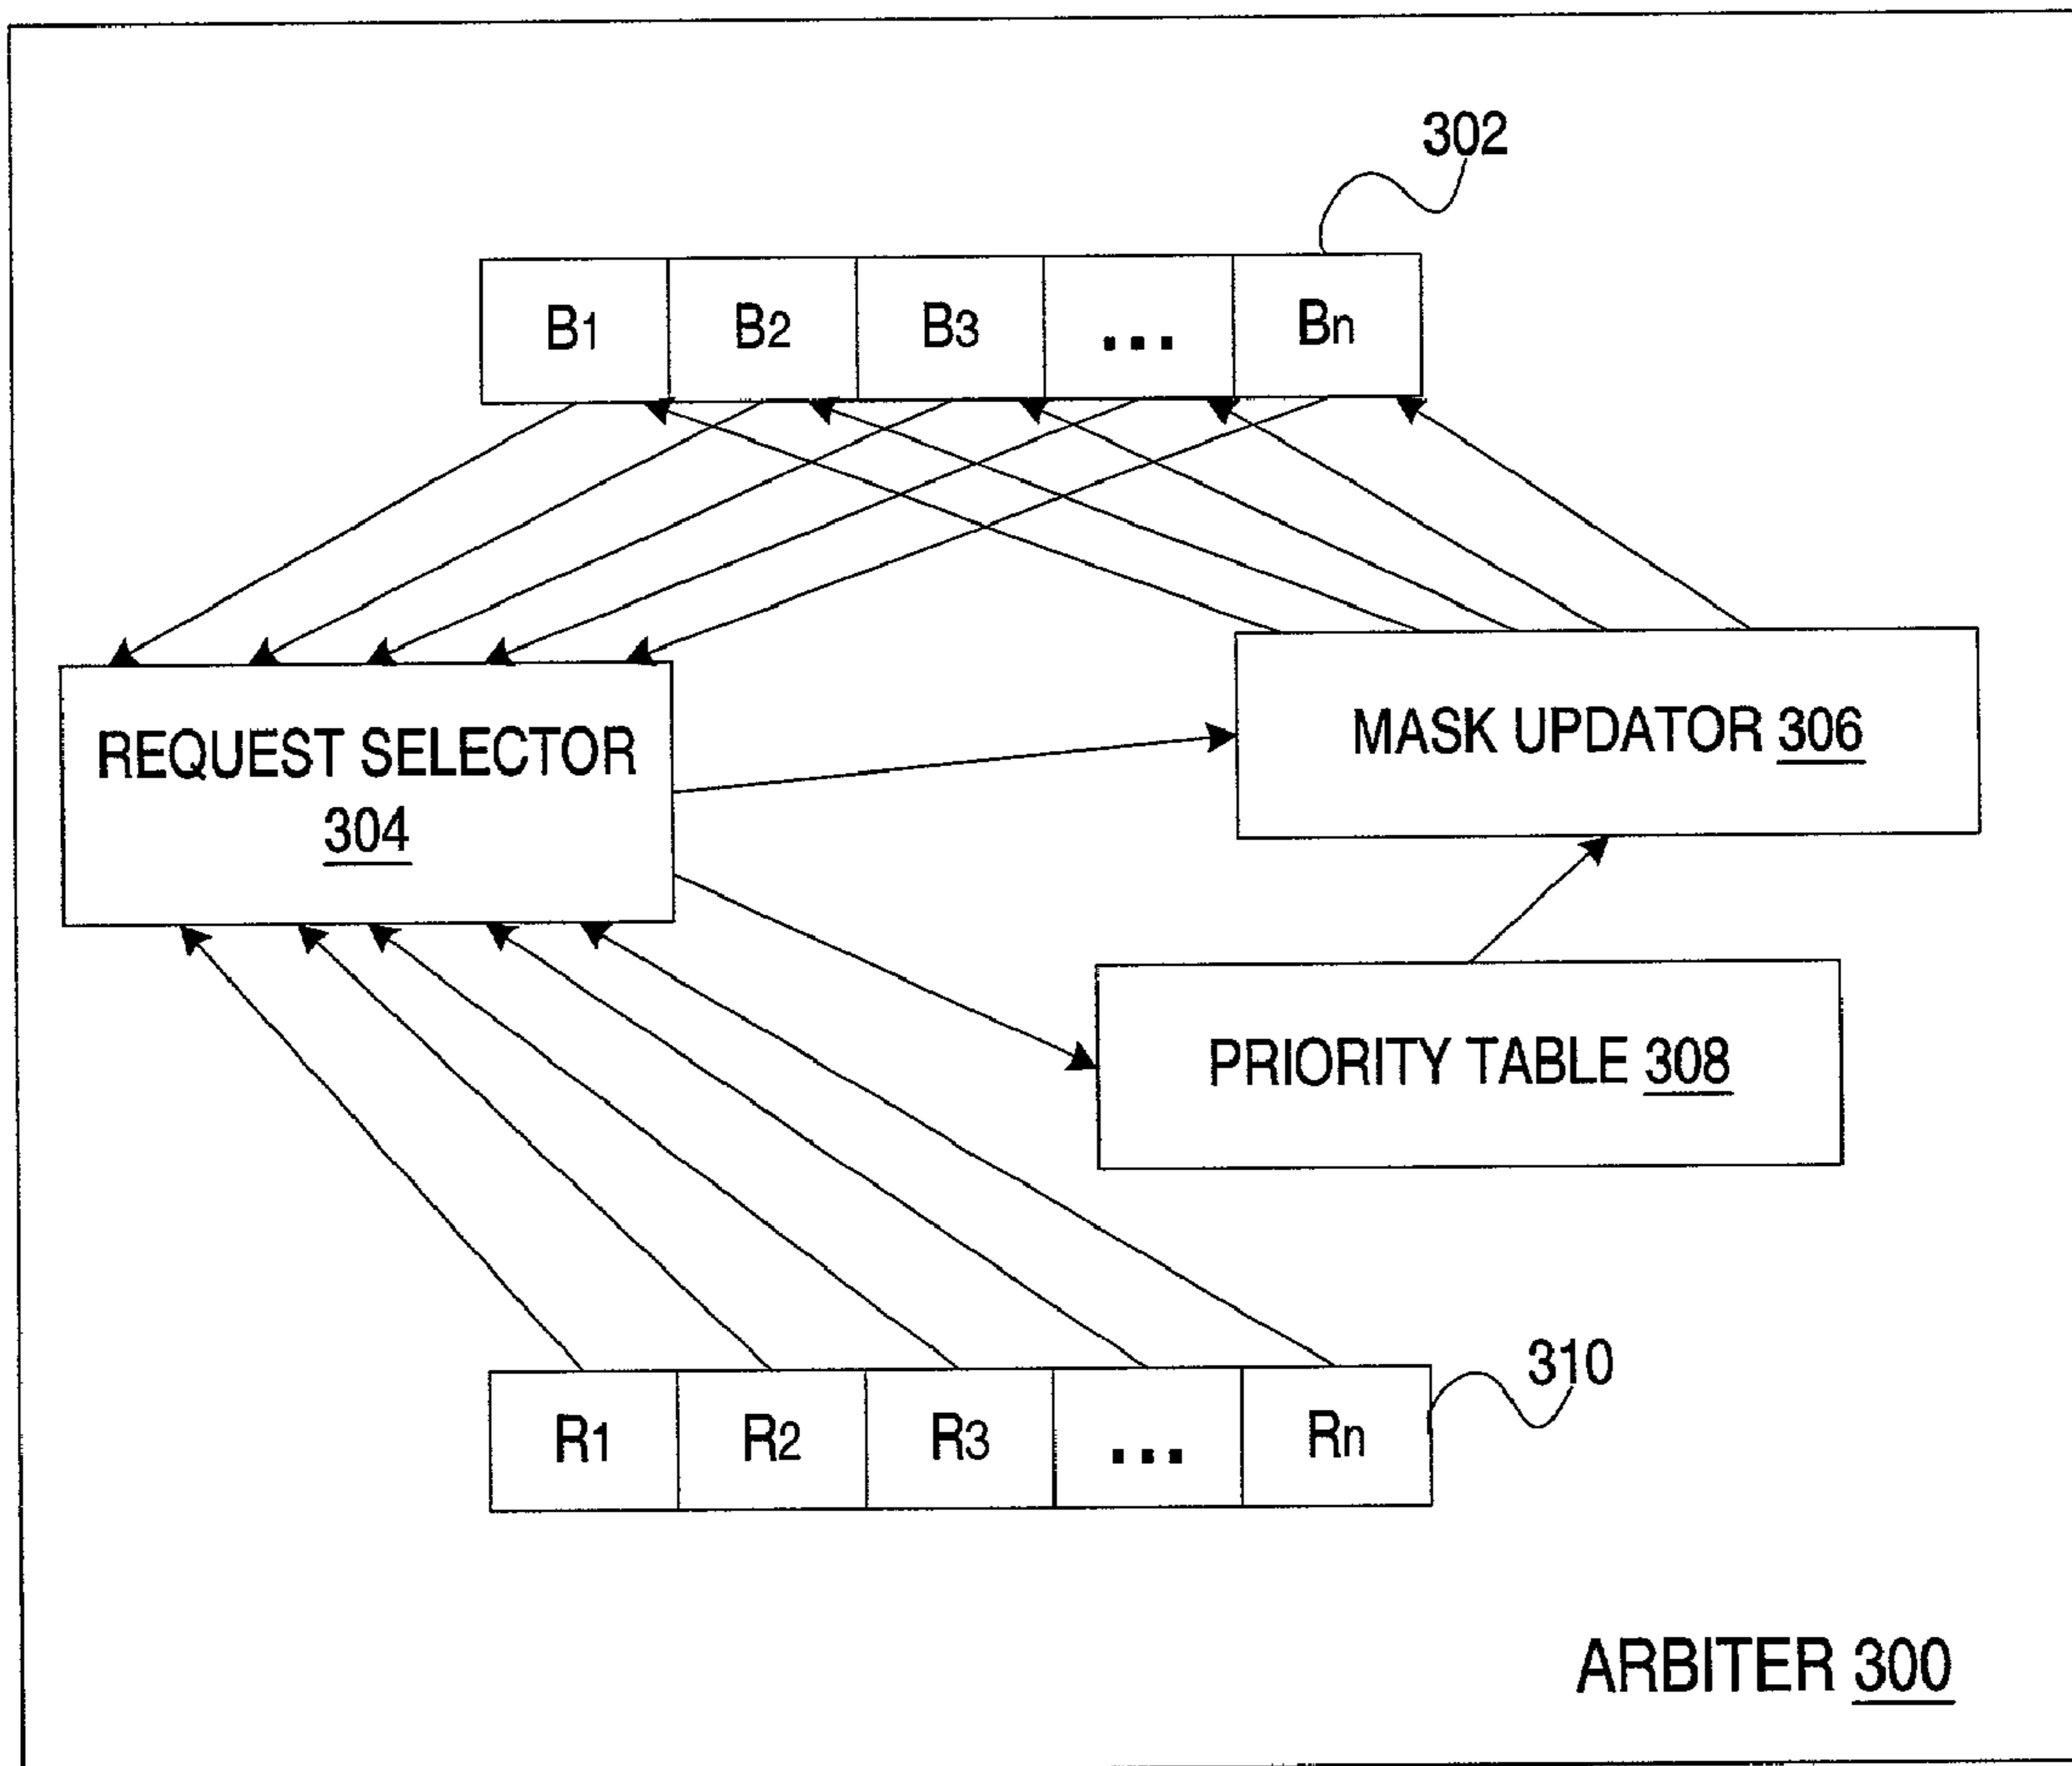 302
B1 B2 B3 ... Bn
REQUEST SELECTOR
304
MASK UPDATOR 306
PRIORITY TABLE 308
310
R1 R2 R3 ... Rn
ARBITER 300